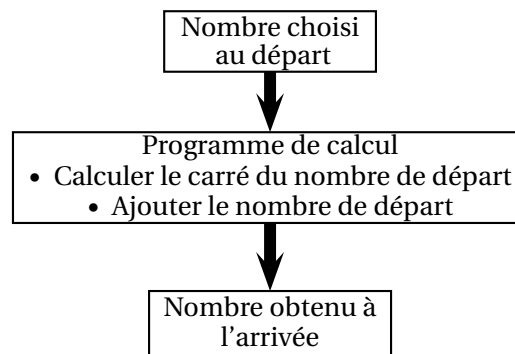 Nombre choisi
au départ
Programme de calcul
• Calculer le carré du nombre de départ
• Ajouter le nombre de départ
Nombre obtenu à
l'arrivée